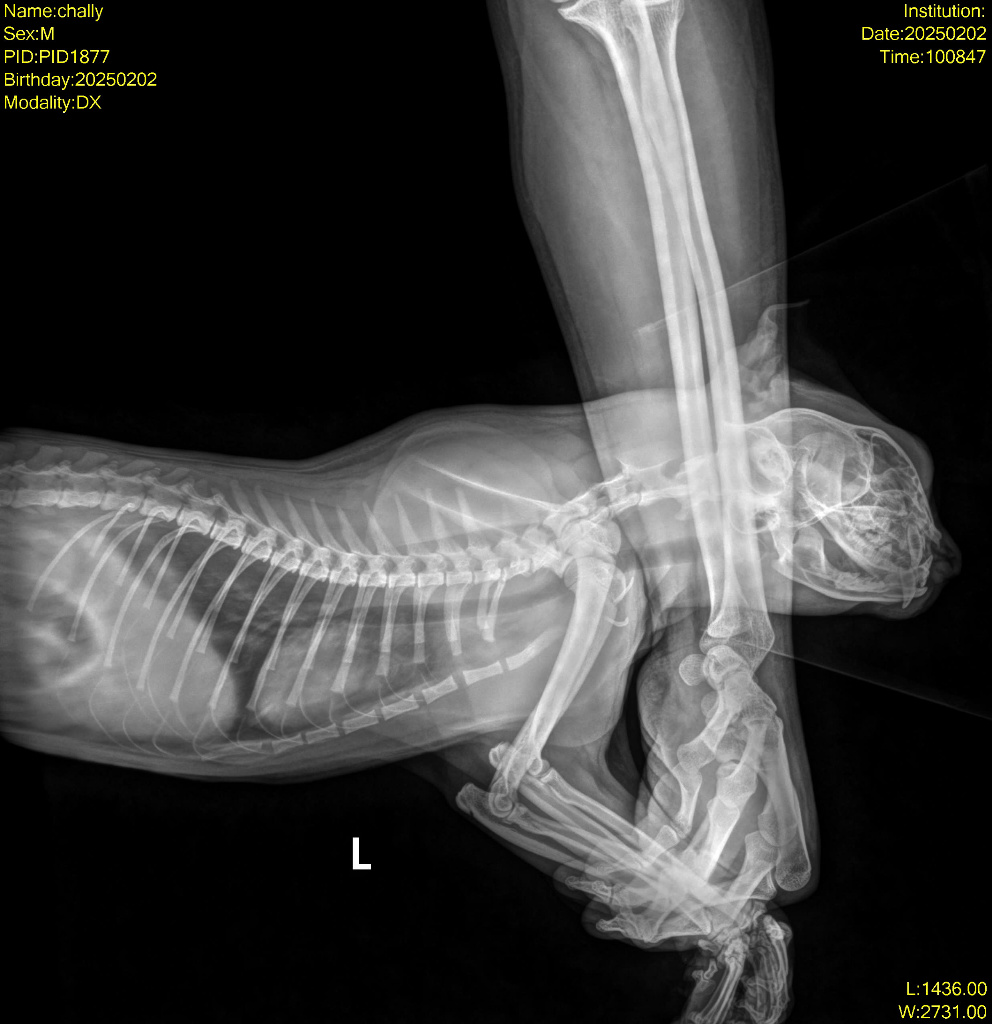 Name:chally
Sex:M
PID:PID1877
Birthday:20250202
Modality:DX
Institution:
Date:20250202
Time:100847
L
L:1436.00
W:2731.00